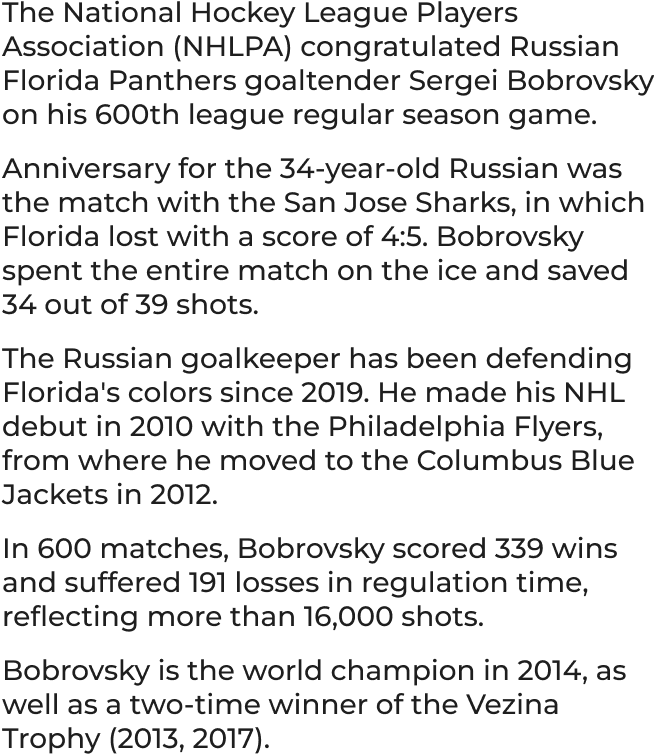 The National Hockey League Players
Association (NHLPA) congratulated Russian
Florida Panthers goaltender Sergei Bobrovsky
on his 600th league regular season game.
Anniversary for the 34-year-old Russian was
the match with the San Jose Sharks, in which
Florida lost with a score of 4:5. Bobrovsky
spent the entire match on the ice and saved
34 out of 39 shots.
The Russian goalkeeper has been defending
Florida's colors since 2019. He made his NHL
debut in 2010 with the Philadelphia Flyers,
from where he moved to the Columbus Blue
Jackets in 2012.
In 600 matches, Bobrovsky scored 339 wins
and suffered 191 losses in regulation time,
reflecting more than 16,000 shots.
Bobrovsky is the world champion in 2014, as
well as a two-time winner of the Vezina
Trophy (2013, 2017).